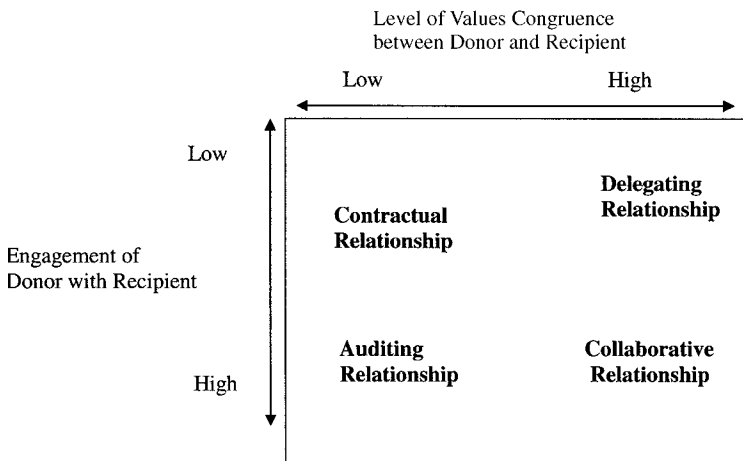 Level of Values Congruence
between Donor and Recipient
Low
High
Low
Delegating
Relationship
Contractual
Relationship
Engagement of
Donor with Recipient
Auditing
Relationship
Collaborative
Relationship
High